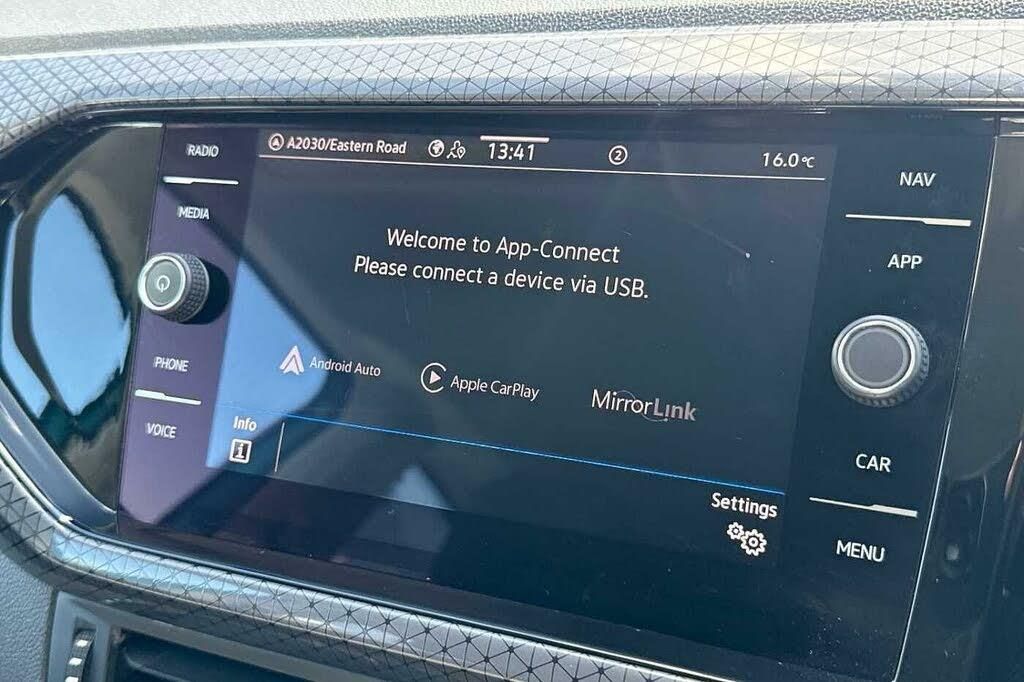 RADIO
MEDIA
PHONE
VOICE
A2030/Eastern Road
13:41
2
16.0°C
Welcome to App-Connect
Please connect a device via USB.
Android Auto
Apple CarPlay
MirrorLink
Info
i
Settings
NAV
APP
CAR
MENU